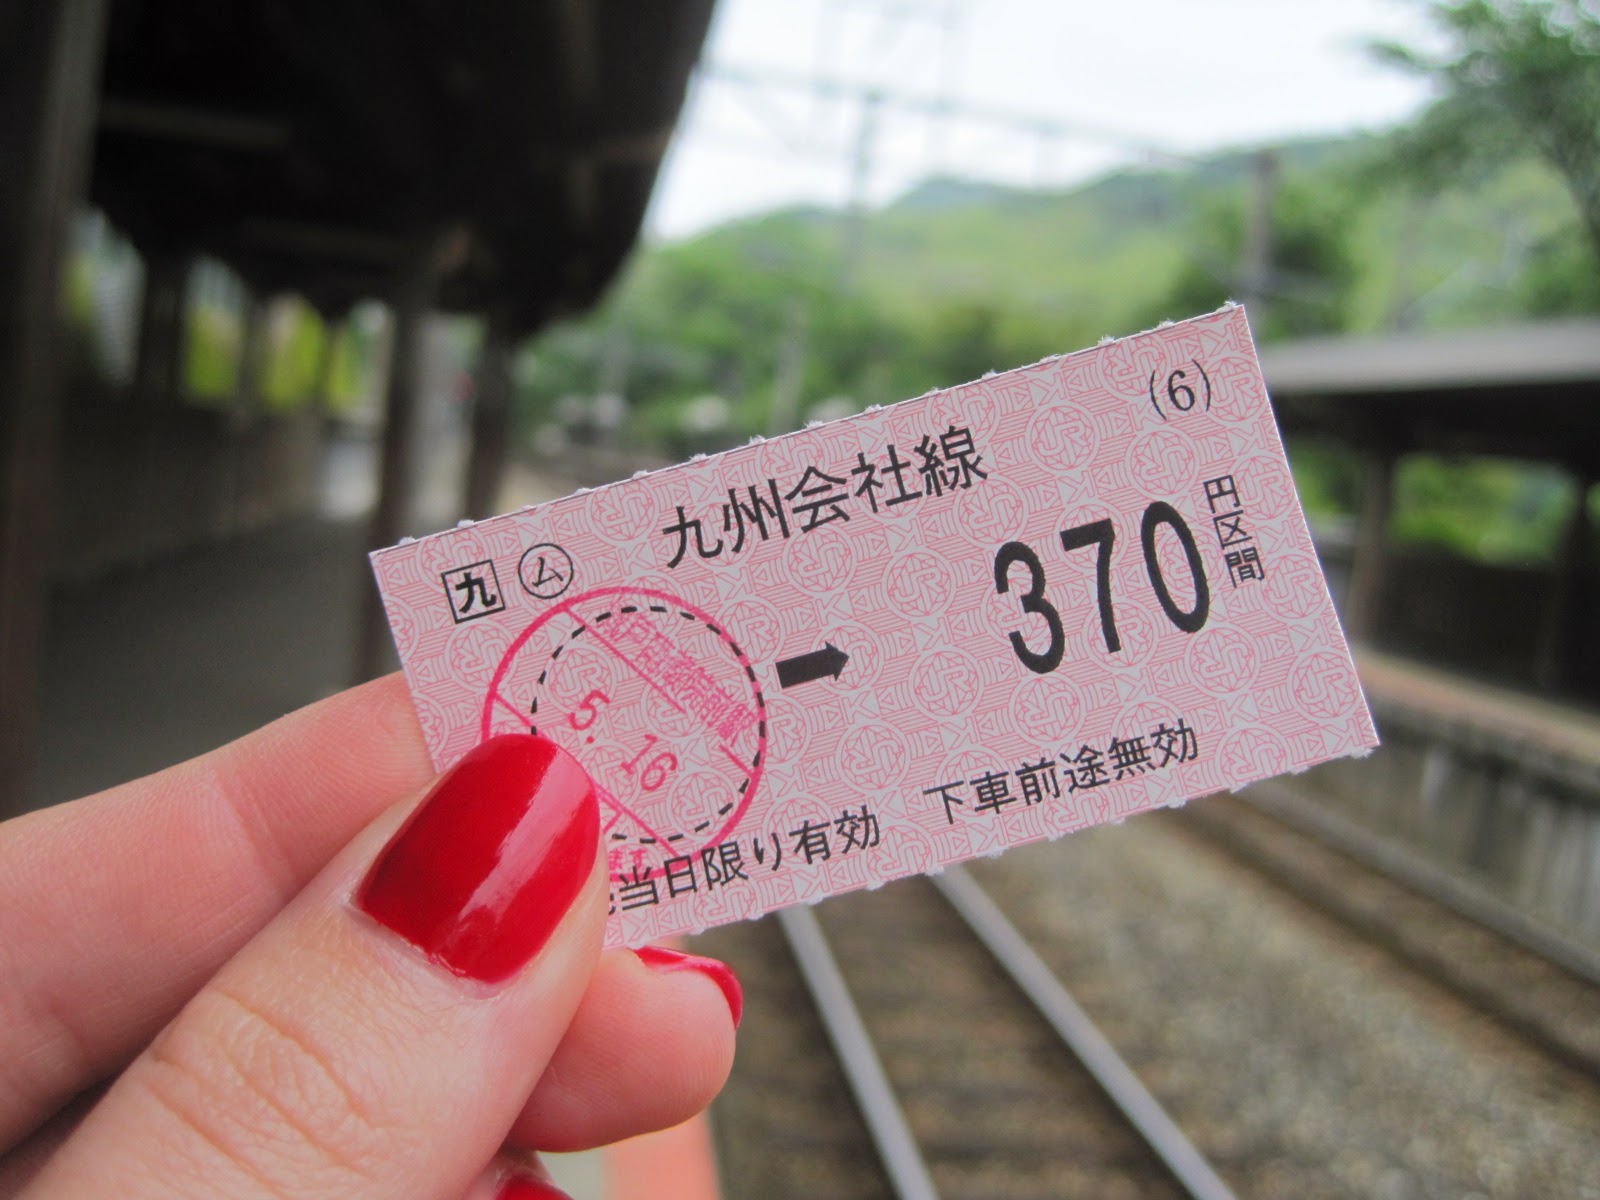 (6)
九 ム 九州会社線
➡ 370 円区間
5.16
当日限り有効 下車前途無効